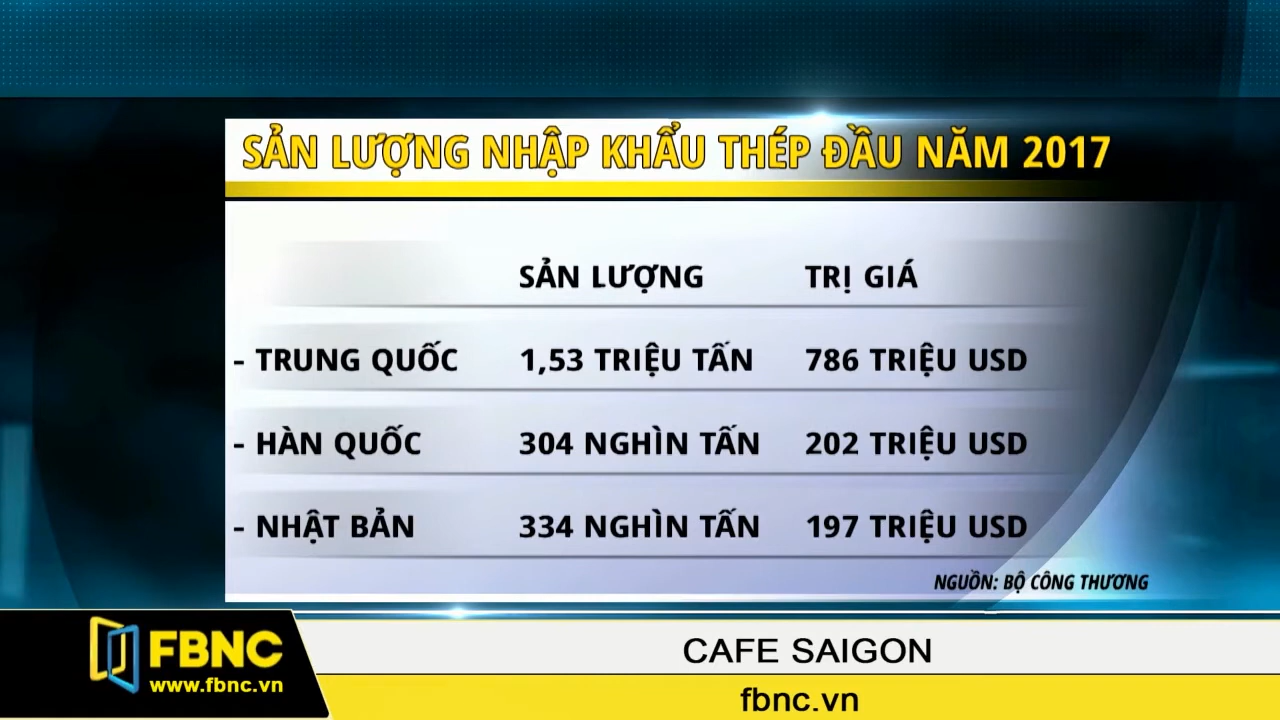 SẢN LƯỢNG NHẬP KHẨU THÉP ĐẦU NĂM 2017
SẢN LƯỢNG TRỊ GIÁ
- TRUNG QUỐC 1,53 TRIỆU TẤN 786 TRIỆU USD
- HÀN QUỐC 304 NGHÌN TẤN 202 TRIỆU USD
- NHẬT BẢN 334 NGHÌN TẤN 197 TRIỆU USD
NGUỒN: BỘ CÔNG THƯƠNG
FBNC
www.fbnc.vn
CAFE SAIGON
fbnc.vn